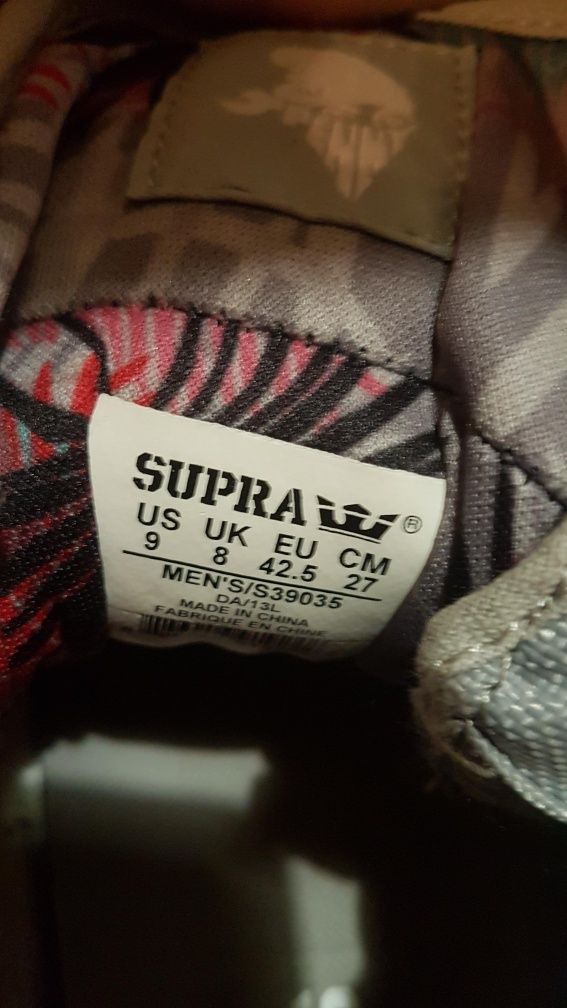 SUPRA ®
US UK EU CM
9 8 42.5 27
MEN'S/S39035
DA/13L
MADE IN CHINA
FABRIQUE EN CHINE